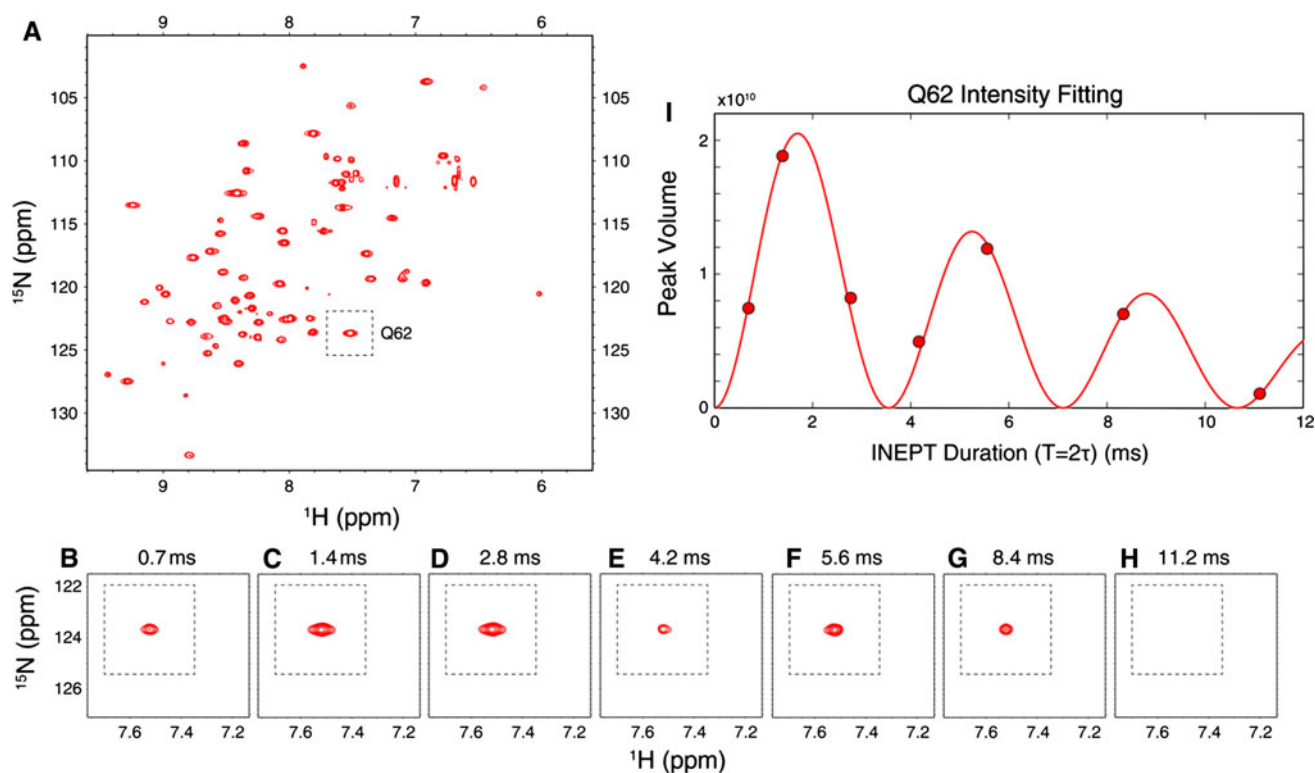 A
9 8 7 6
105 105
110 110
115 115
120 120
125 125
130 130
Q62
9 8 7 6
¹⁵N (ppm)
¹H (ppm)
I
Q62 Intensity Fitting
x10¹⁰
2
1
0
0 2 4 6 8 10 12
Peak Volume
INEPT Duration (T=2τ) (ms)
B 0.7 ms C 1.4 ms D 2.8 ms E 4.2 ms F 5.6 ms G 8.4 ms H 11.2 ms
122
124
126
¹⁵N (ppm)
7.6 7.4 7.2 7.6 7.4 7.2 7.6 7.4 7.2 7.6 7.4 7.2 7.6 7.4 7.2 7.6 7.4 7.2 7.6 7.4 7.2
¹H (ppm)